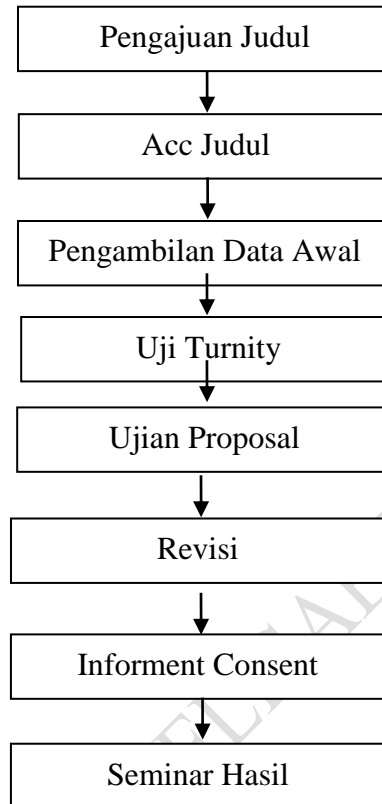 Pengajuan Judul
Acc Judul
Pengambilan Data Awal
Uji Turnity
Ujian Proposal
Revisi
Informent Consent
Seminar Hasil